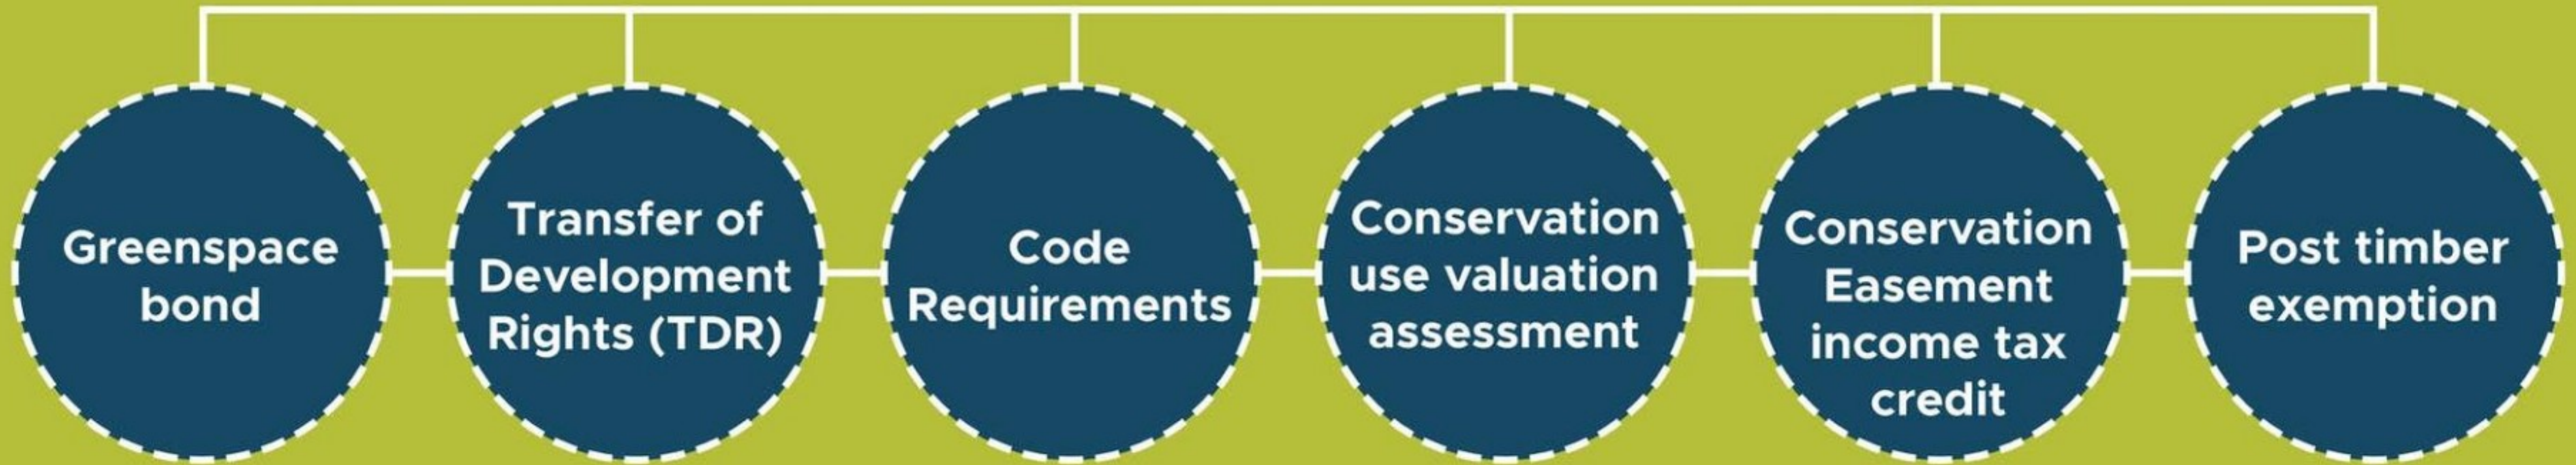 Greenspace
bond
Transfer of
Development
Rights (TDR)
Code
Requirements
Conservation
use valuation
assessment
Conservation
Easement
income tax
credit
Post timber
exemption